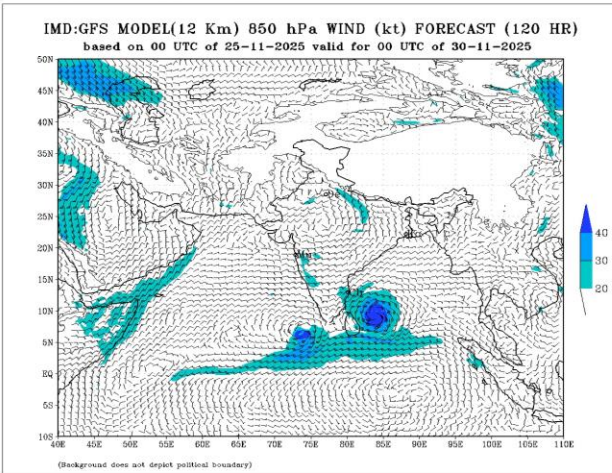 IMD:GFS MODEL(12 Km) 850 hPa WIND (kt) FORECAST (120 HR)
based on 00 UTC of 25-11-2025 valid for 00 UTC of 30-11-2025
50N
45N
40N
35N
30N
25N
20N
15N
10N
5N
EQ
5S
10S
40E 45E 50E 55E 60E 65E 70E 75E 80E 85E 90E 95E 100E 105E 110E
40
30
20
(Background does not depict political boundary)